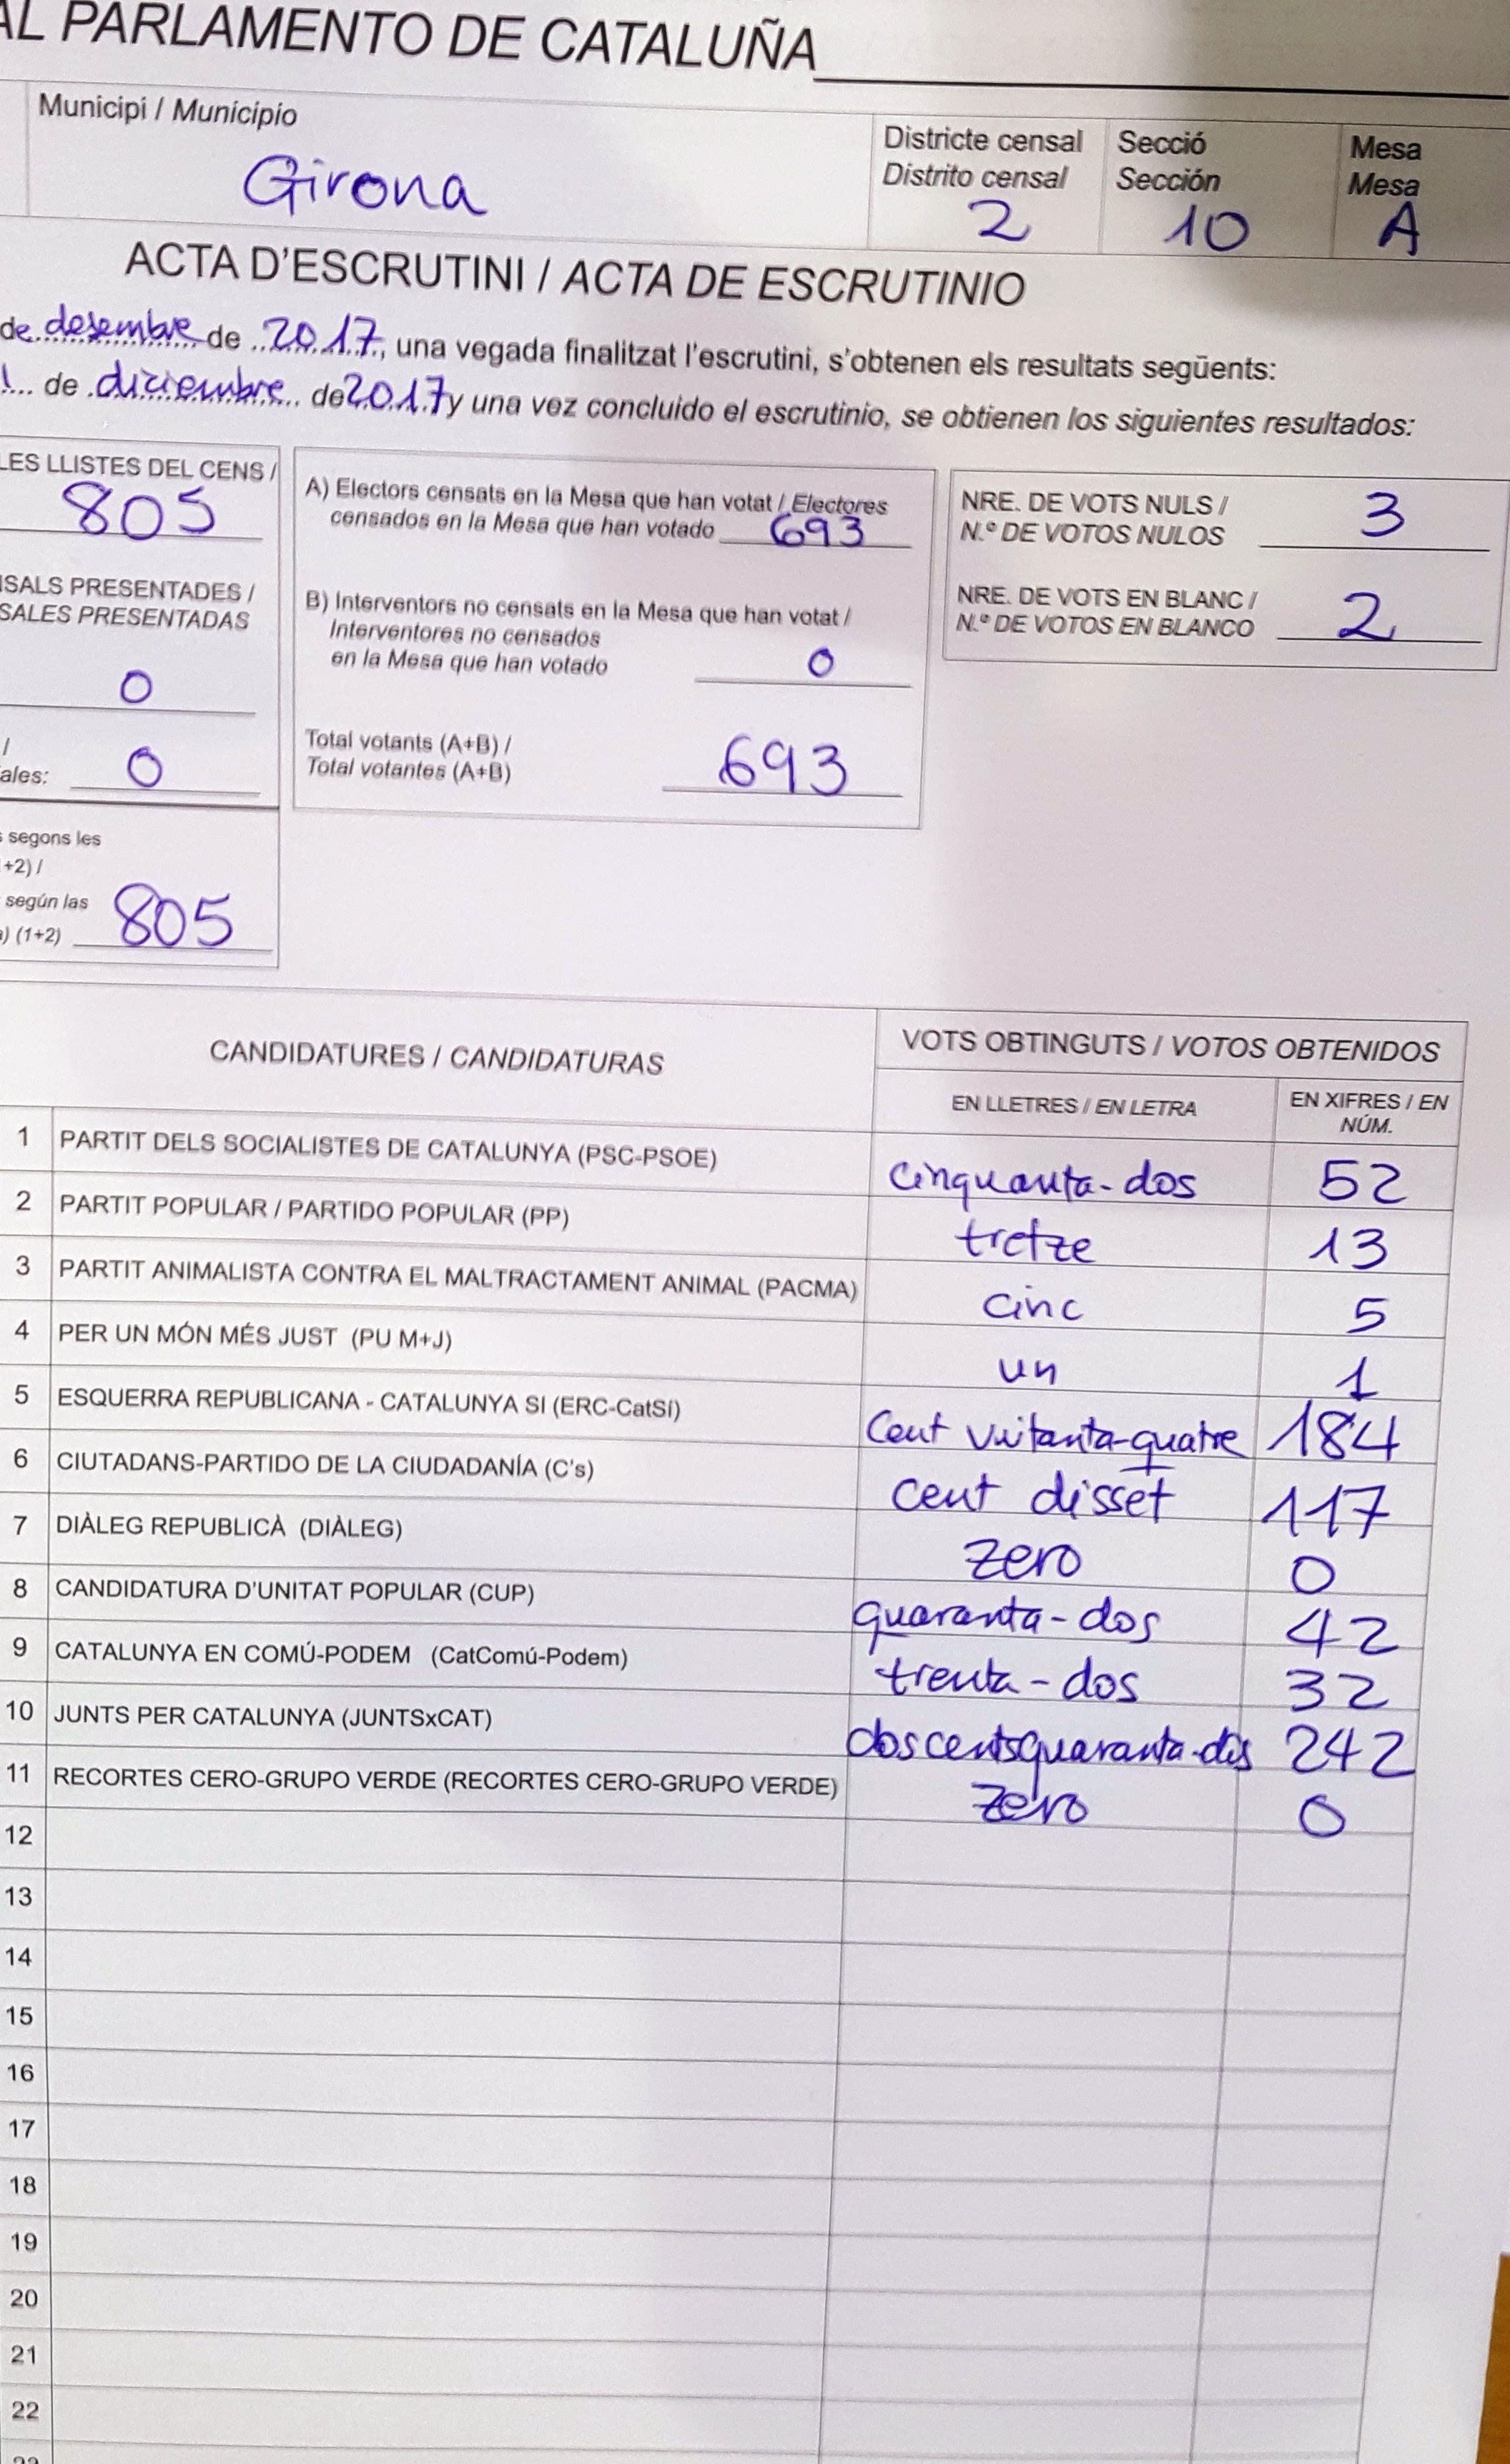 AL PARLAMENTO DE CATALUÑA
Municipi / Municipio
Girona
Districte censal
Distrito censal
2
Secció
Sección
10
Mesa
Mesa
A
ACTA D'ESCRUTINI / ACTA DE ESCRUTINIO
de desembre de 2017, una vegada finalitzat l'escrutini, s'obtenen els resultats següents:
de diciembre de 2017 y una vez concluido el escrutinio, se obtienen los siguientes resultados:
LES LLISTES DEL CENS /
805
SALS PRESENTADES /
SALES PRESENTADAS
0
/
ales: 0
segons les
+2) /
según las
) (1+2) 805
A) Electors censats en la Mesa que han votat / Electores
censados en la Mesa que han votado 693
B) Interventors no censats en la Mesa que han votat /
Interventores no censados
en la Mesa que han votado 0
Total votants (A+B) /
Total votantes (A+B) 693
NRE. DE VOTS NULS /
N.º DE VOTOS NULOS 3
NRE. DE VOTS EN BLANC /
N.º DE VOTOS EN BLANCO 2
CANDIDATURES / CANDIDATURAS
VOTS OBTINGUTS / VOTOS OBTENIDOS
EN LLETRES / EN LETRA
EN XIFRES / EN
NÚM.
1 PARTIT DELS SOCIALISTES DE CATALUNYA (PSC-PSOE) cinquanta-dos 52
2 PARTIT POPULAR / PARTIDO POPULAR (PP) tretze 13
3 PARTIT ANIMALISTA CONTRA EL MALTRACTAMENT ANIMAL (PACMA) cinc 5
4 PER UN MÓN MÉS JUST (PU M+J) un 1
5 ESQUERRA REPUBLICANA - CATALUNYA SI (ERC-CatSí) Cent vuitanta-quatre 184
6 CIUTADANS-PARTIDO DE LA CIUDADANÍA (C's) cent disset 117
7 DIÀLEG REPUBLICÀ (DIÀLEG) zero 0
8 CANDIDATURA D'UNITAT POPULAR (CUP) quaranta-dos 42
9 CATALUNYA EN COMÚ-PODEM (CatComú-Podem) trenta-dos 32
10 JUNTS PER CATALUNYA (JUNTSxCAT) doscentsquaranta-dos 242
11 RECORTES CERO-GRUPO VERDE (RECORTES CERO-GRUPO VERDE) zero 0
12
13
14
15
16
17
18
19
20
21
22